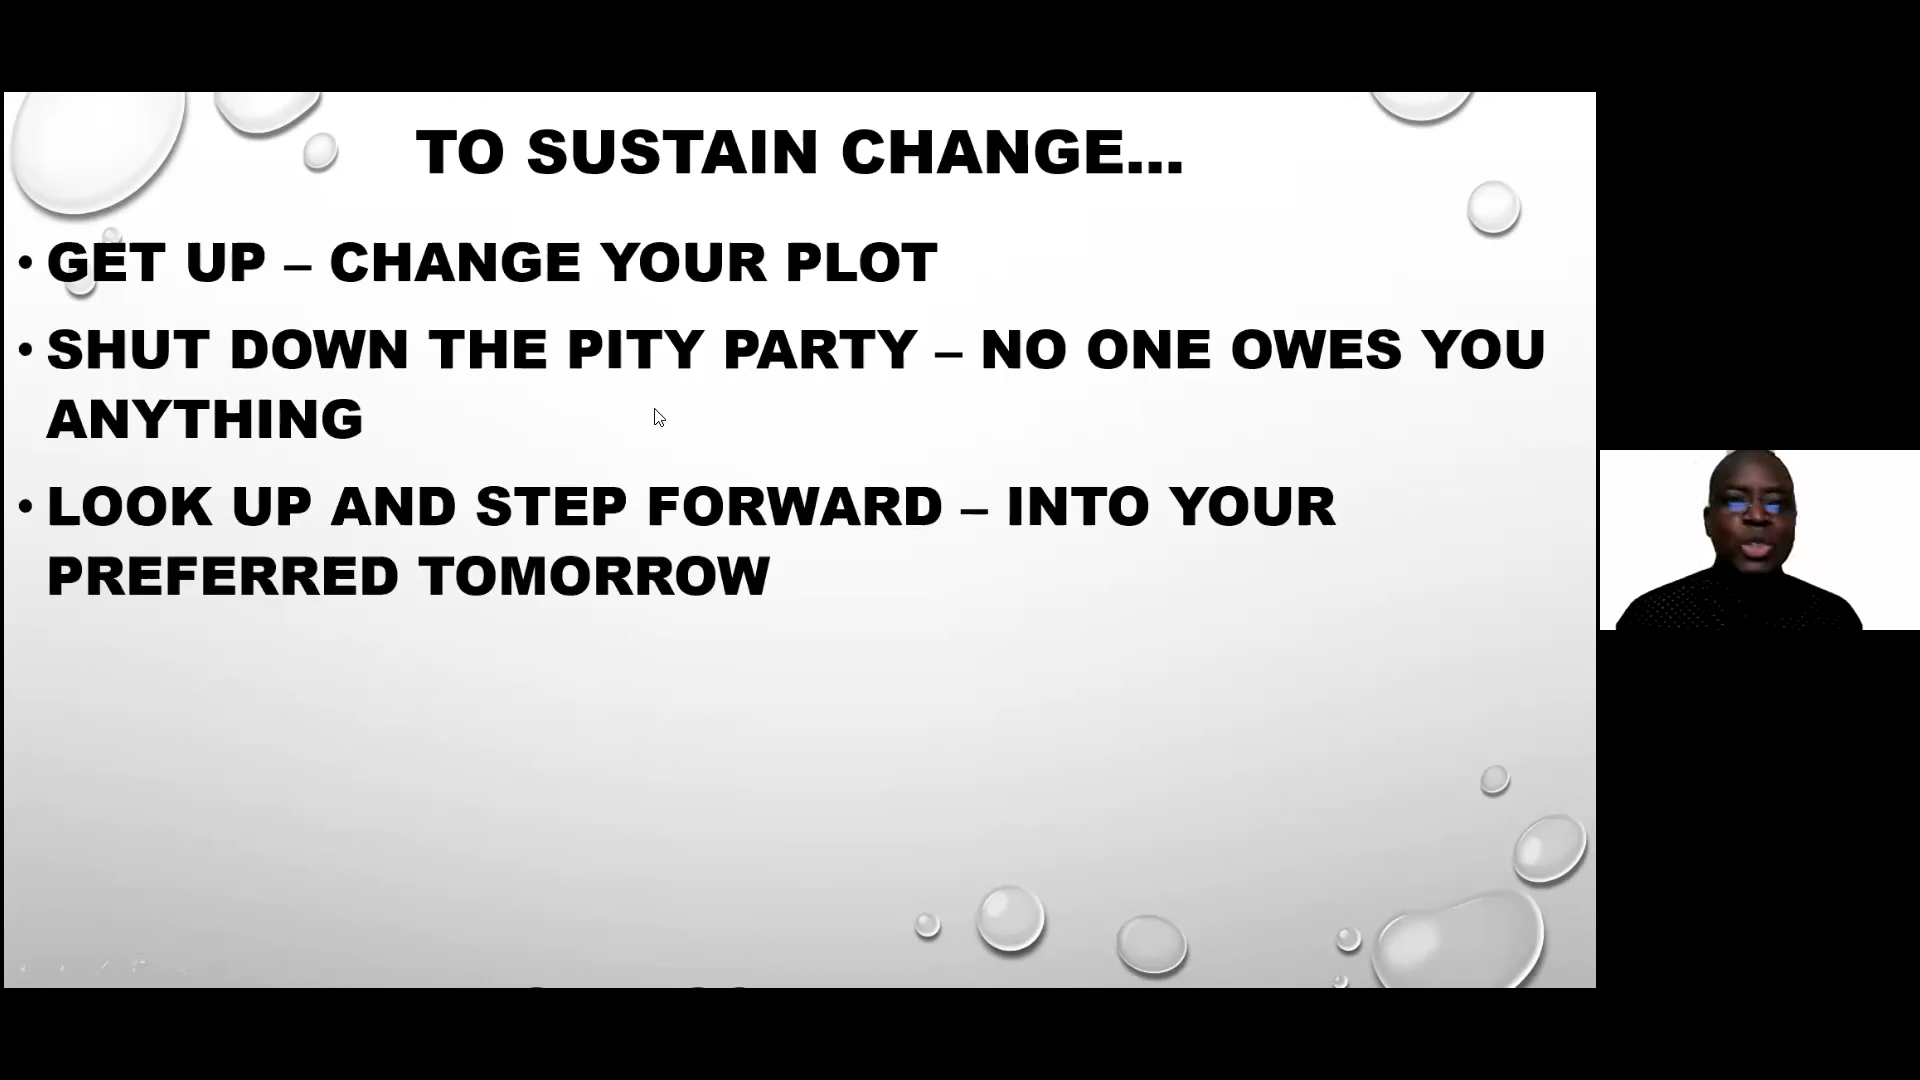 TO SUSTAIN CHANGE...
• GET UP – CHANGE YOUR PLOT
• SHUT DOWN THE PITY PARTY – NO ONE OWES YOU
ANYTHING
• LOOK UP AND STEP FORWARD – INTO YOUR
PREFERRED TOMORROW